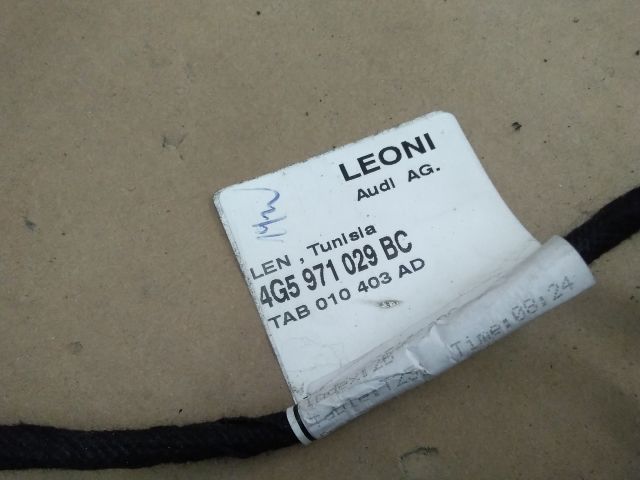 LEONI
Audi AG.
LEN , Tunisia
4G5 971 029 BC
TAB 010 403 AD
Time:08:24